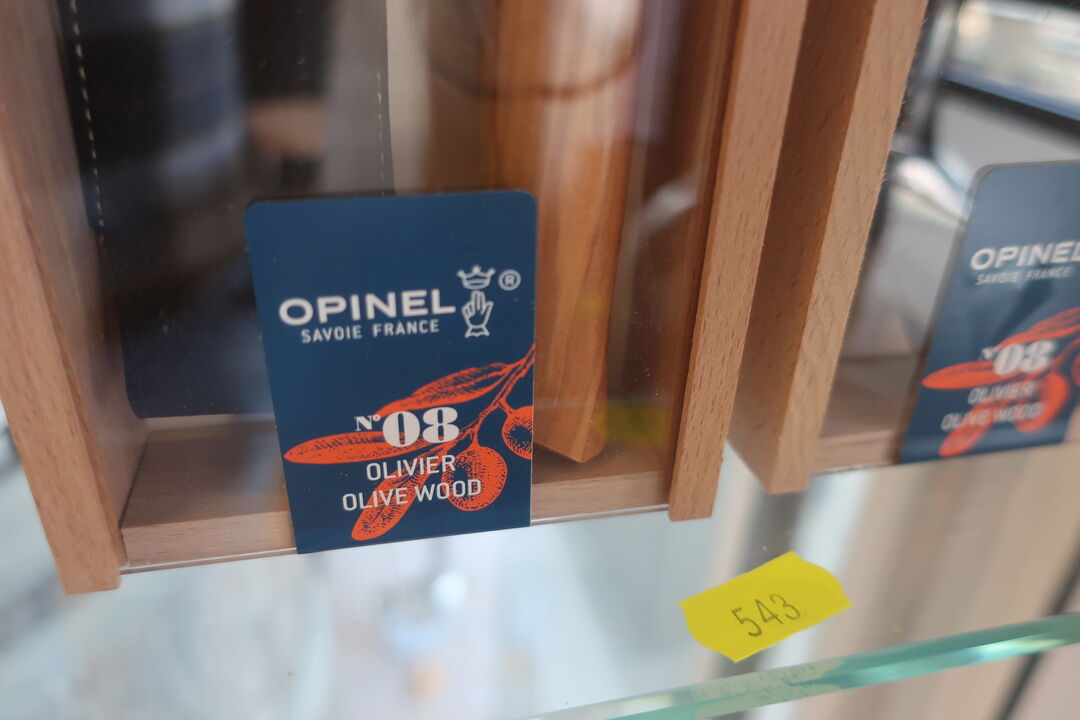 OPINEL ®
SAVOIE FRANCE
N° 08
OLIVIER
OLIVE WOOD
OPINEL
SAVOIE FRANCE
N° 08
OLIVIER
OLIVE WOOD
543